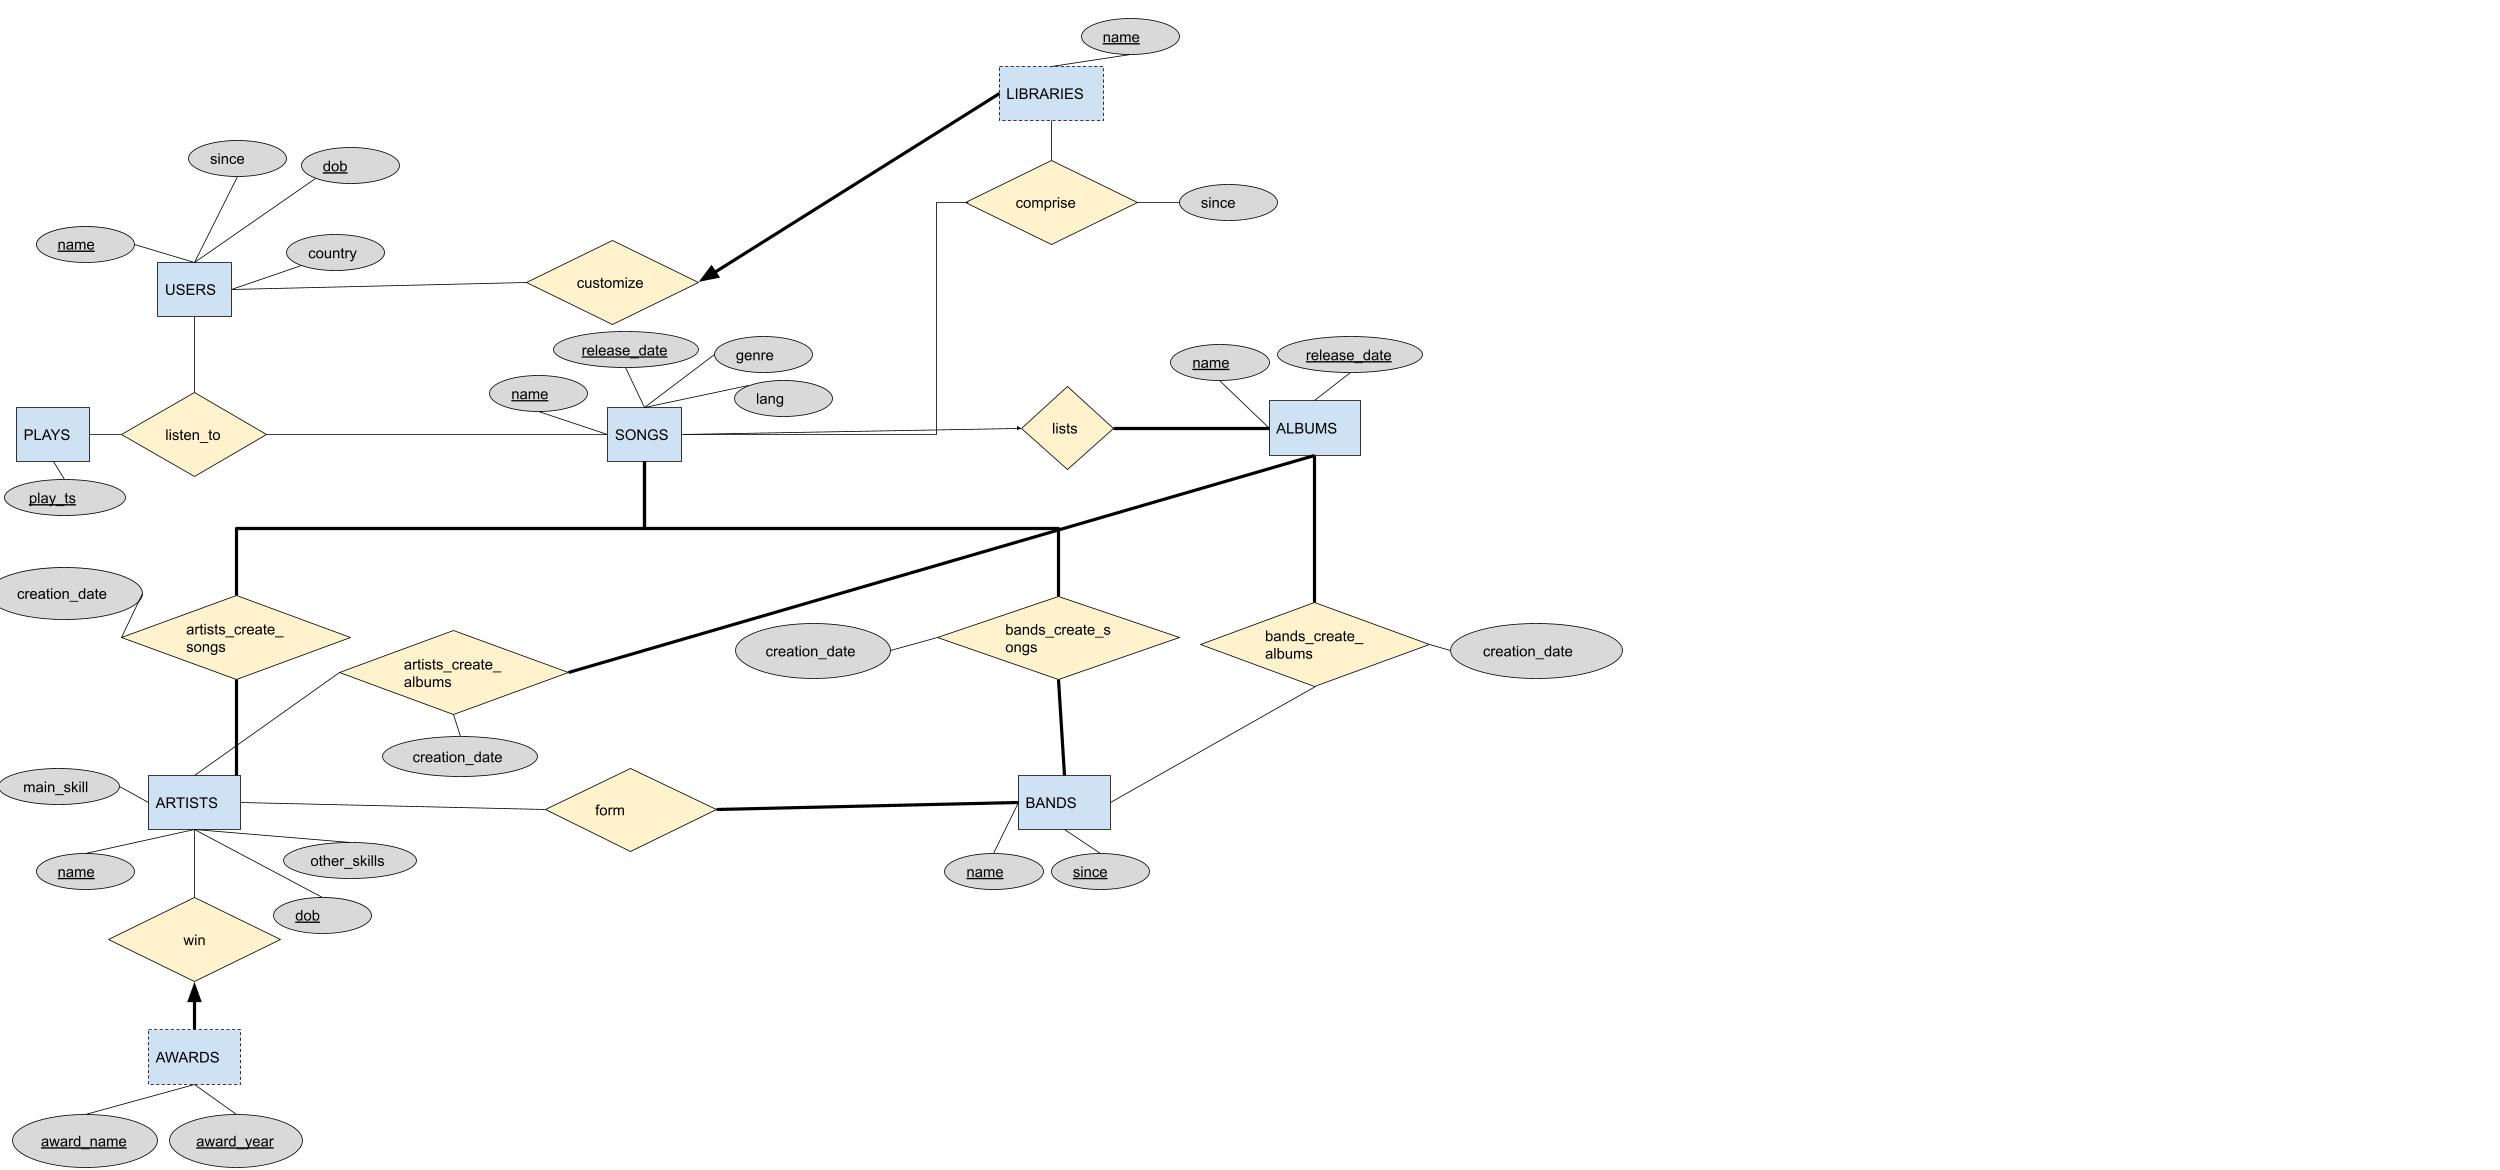 name
LIBRARIES
since
dob
comprise
since
name
country
customize
USERS
release_date
genre
name
release_date
name
lang
PLAYS
listen_to
SONGS
lists
ALBUMS
play_ts
creation_date
artists_create_
songs
bands_create_s
ongs
bands_create_
albums
creation_date
creation_date
artists_create_
albums
creation_date
main_skill
ARTISTS
form
BANDS
other_skills
name
name
since
dob
win
AWARDS
award_name
award_year